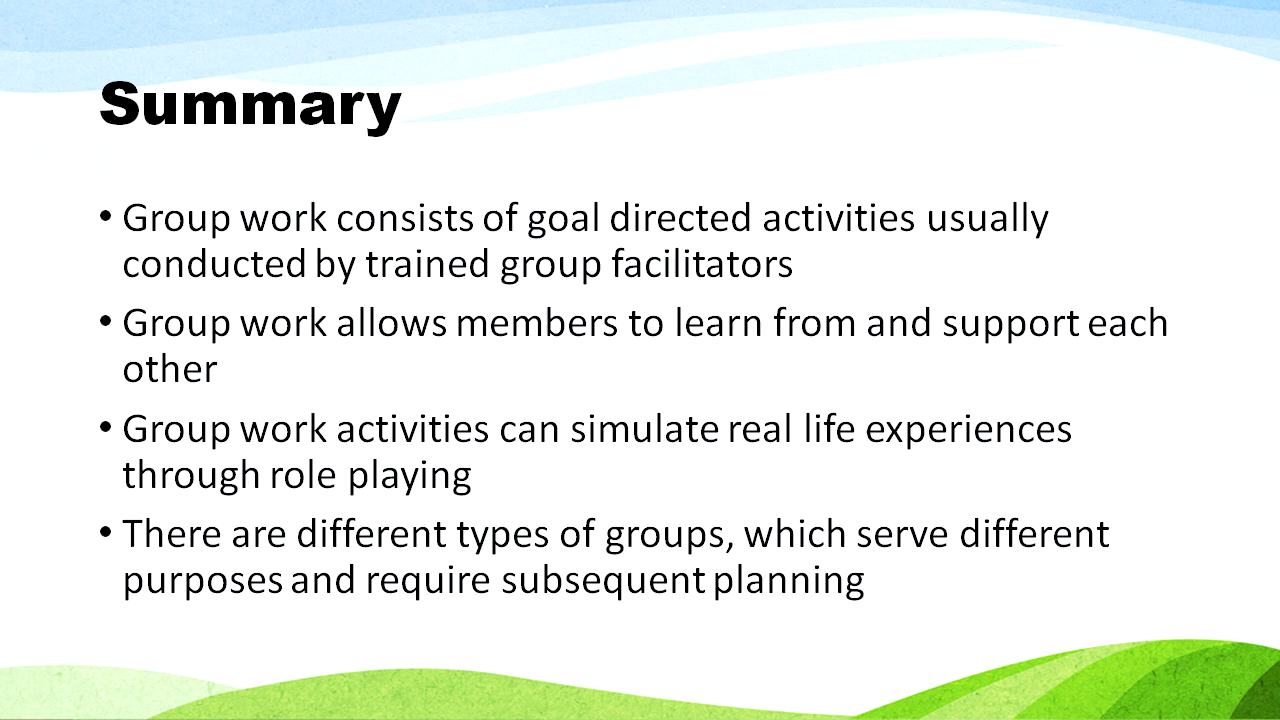 Summary
• Group work consists of goal directed activities usually
conducted by trained group facilitators
• Group work allows members to learn from and support each
other
• Group work activities can simulate real life experiences
through role playing
• There are different types of groups, which serve different
purposes and require subsequent planning